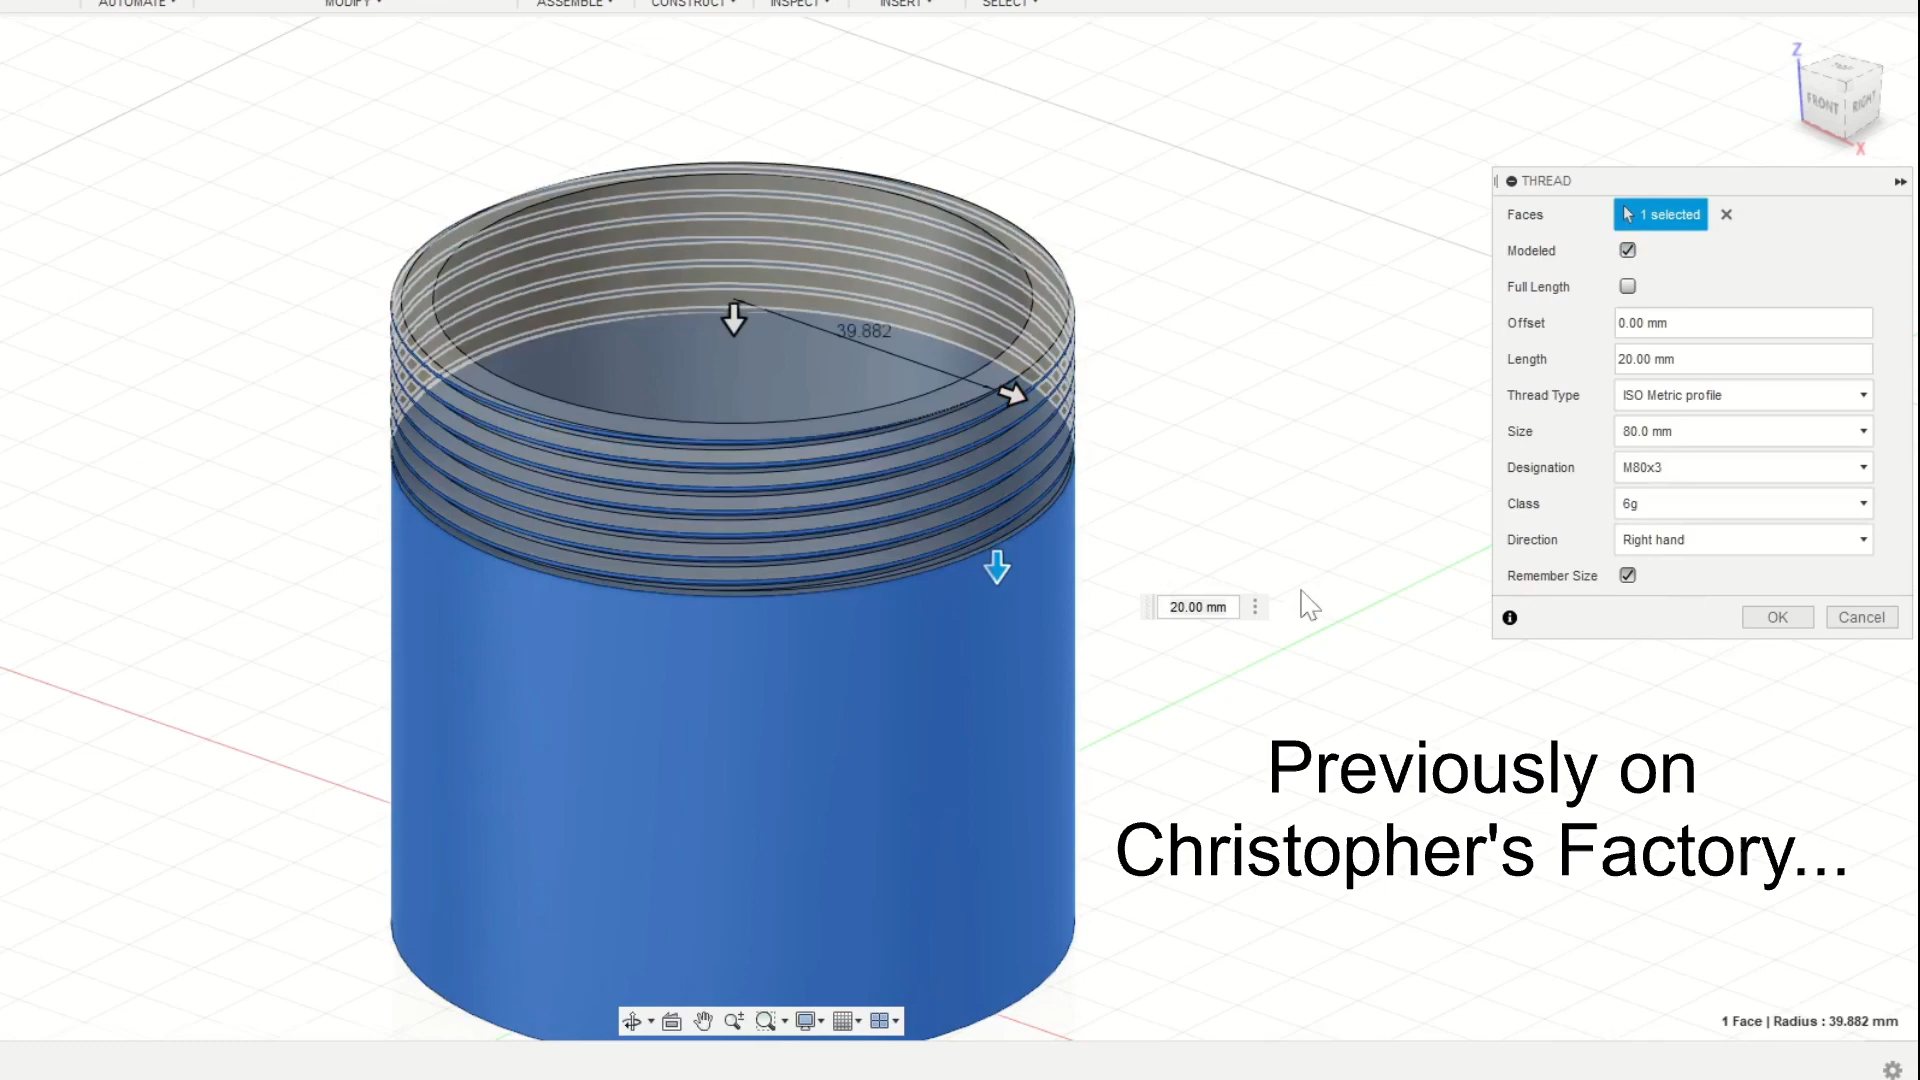 AUTOMATE
MODIFY
ASSEMBLE
CONSTRUCT
INSPECT
INSERT
SELECT
Z
TOP
FRONT
RIGHT
X
THREAD
Faces
1 selected
Modeled
Full Length
Offset
0.00 mm
Length
20.00 mm
Thread Type
ISO Metric profile
Size
80.0 mm
Designation
M80x3
Class
6g
Direction
Right hand
Remember Size
OK
Cancel
39.882
20.00 mm
Previously on
Christopher's Factory...
1 Face | Radius : 39.882 mm